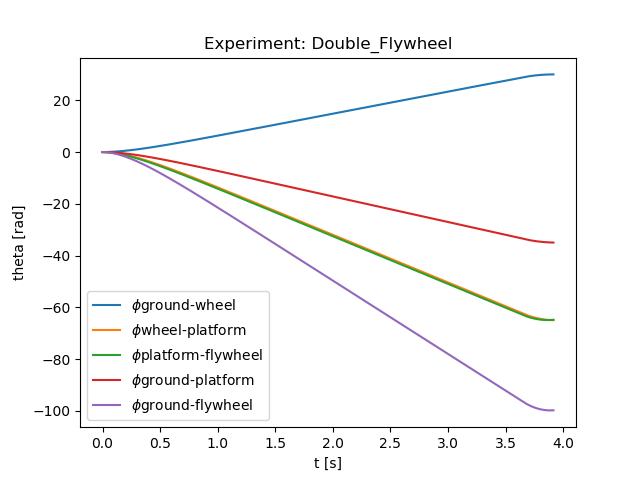 Experiment: Double_Flywheel
theta [rad]
20
0
−20
−40
−60
−80
−100
ϕground-wheel
ϕwheel-platform
ϕplatform-flywheel
ϕground-platform
ϕground-flywheel
0.0 0.5 1.0 1.5 2.0 2.5 3.0 3.5 4.0
t [s]